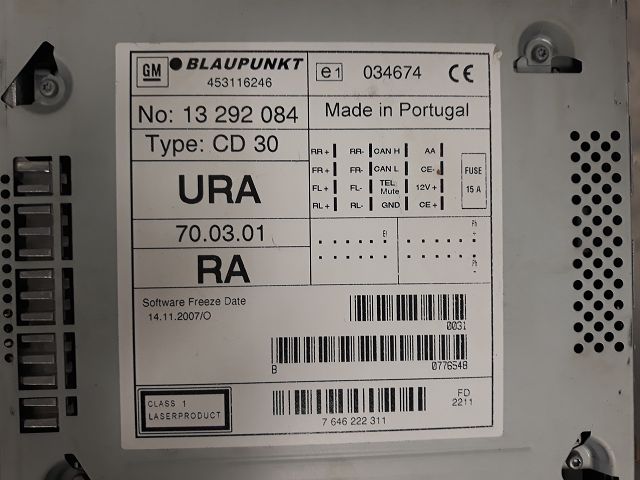 GM BLAUPUNKT
453116246
e1 034674 CE
No: 13 292 084
Made in Portugal
Type: CD 30
RR+ RR- CAN H AA
FR+ FR- CAN L CE-
FL+ FL- TEL Mute 12V+
RL+ RL- GND CE+
FUSE
15 A
URA
70.03.01
RA
Software Freeze Date
14.11.2007/O
0031
B 0776548
CLASS 1
LASERPRODUCT
7 646 222 311
FD
2211